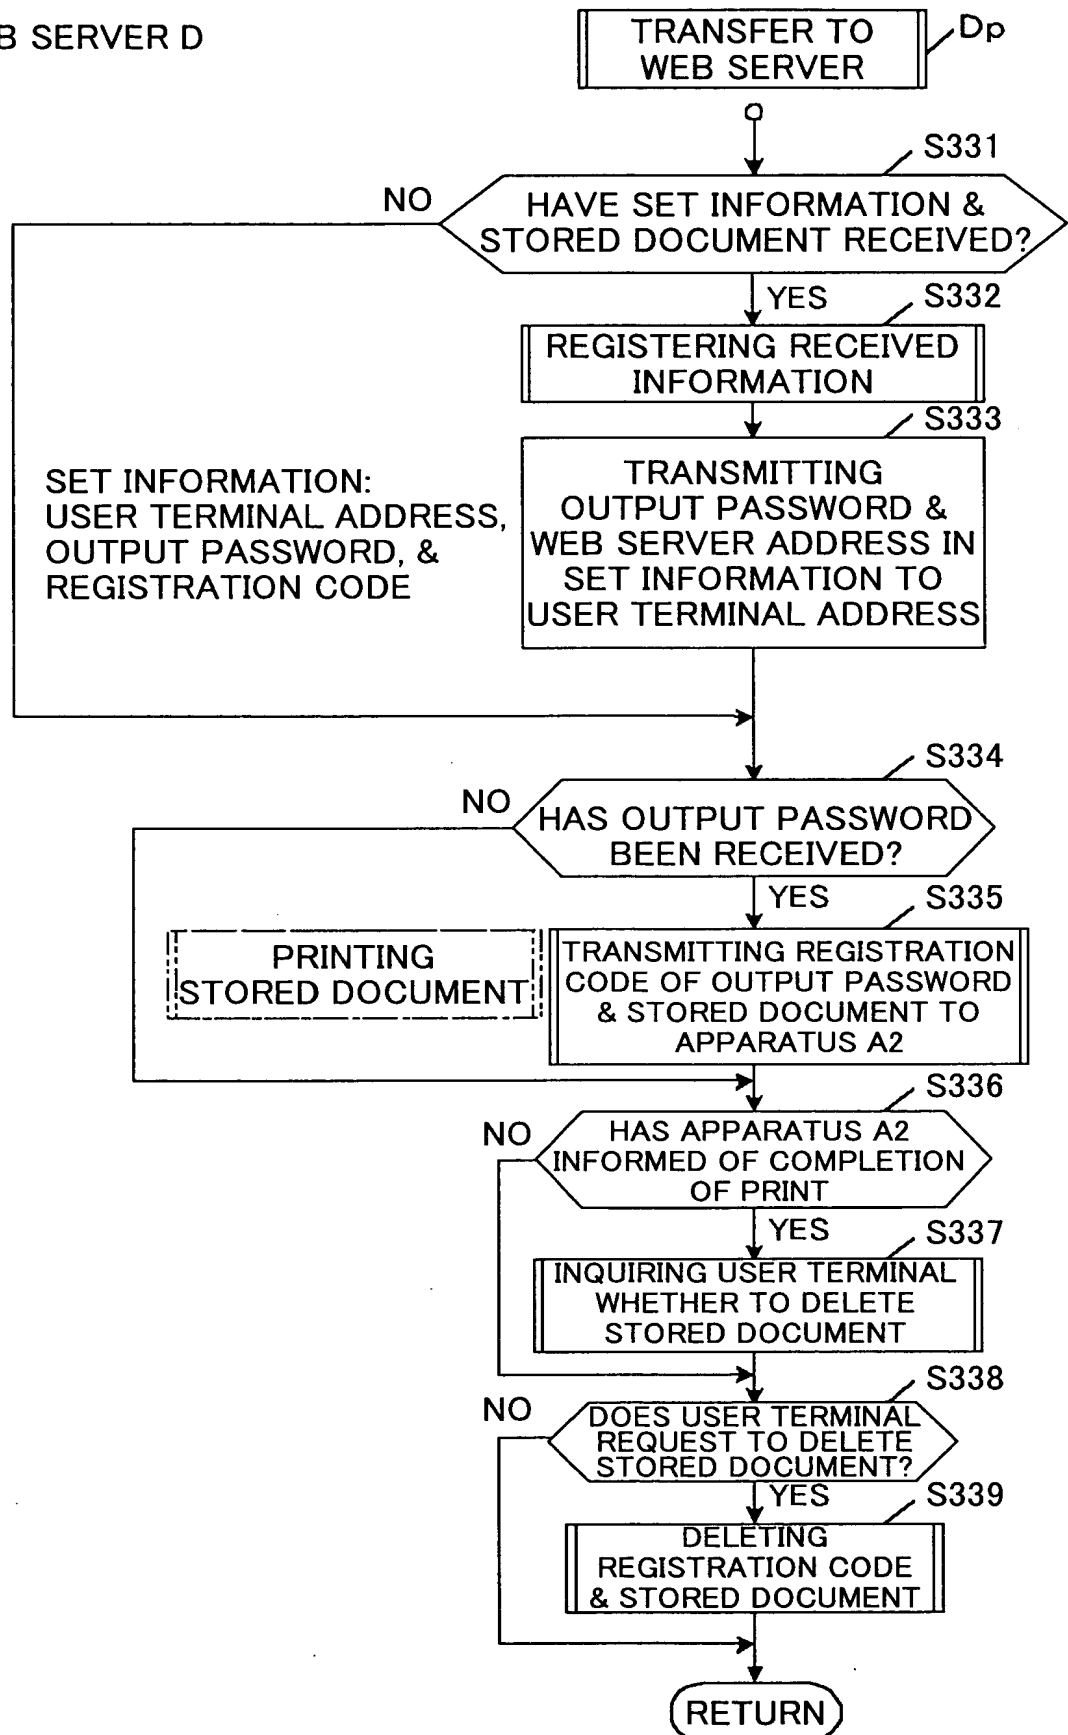 B SERVER D
TRANSFER TO
WEB SERVER
Dp
S331
NO
HAVE SET INFORMATION &
STORED DOCUMENT RECEIVED?
YES
S332
REGISTERING RECEIVED
INFORMATION
S333
SET INFORMATION:
USER TERMINAL ADDRESS,
OUTPUT PASSWORD, &
REGISTRATION CODE
TRANSMITTING
OUTPUT PASSWORD &
WEB SERVER ADDRESS IN
SET INFORMATION TO
USER TERMINAL ADDRESS
S334
NO
HAS OUTPUT PASSWORD
BEEN RECEIVED?
YES
S335
PRINTING
STORED DOCUMENT
TRANSMITTING REGISTRATION
CODE OF OUTPUT PASSWORD
& STORED DOCUMENT TO
APPARATUS A2
S336
NO
HAS APPARATUS A2
INFORMED OF COMPLETION
OF PRINT
YES
S337
INQUIRING USER TERMINAL
WHETHER TO DELETE
STORED DOCUMENT
S338
NO
DOES USER TERMINAL
REQUEST TO DELETE
STORED DOCUMENT?
YES
S339
DELETING
REGISTRATION CODE
& STORED DOCUMENT
RETURN